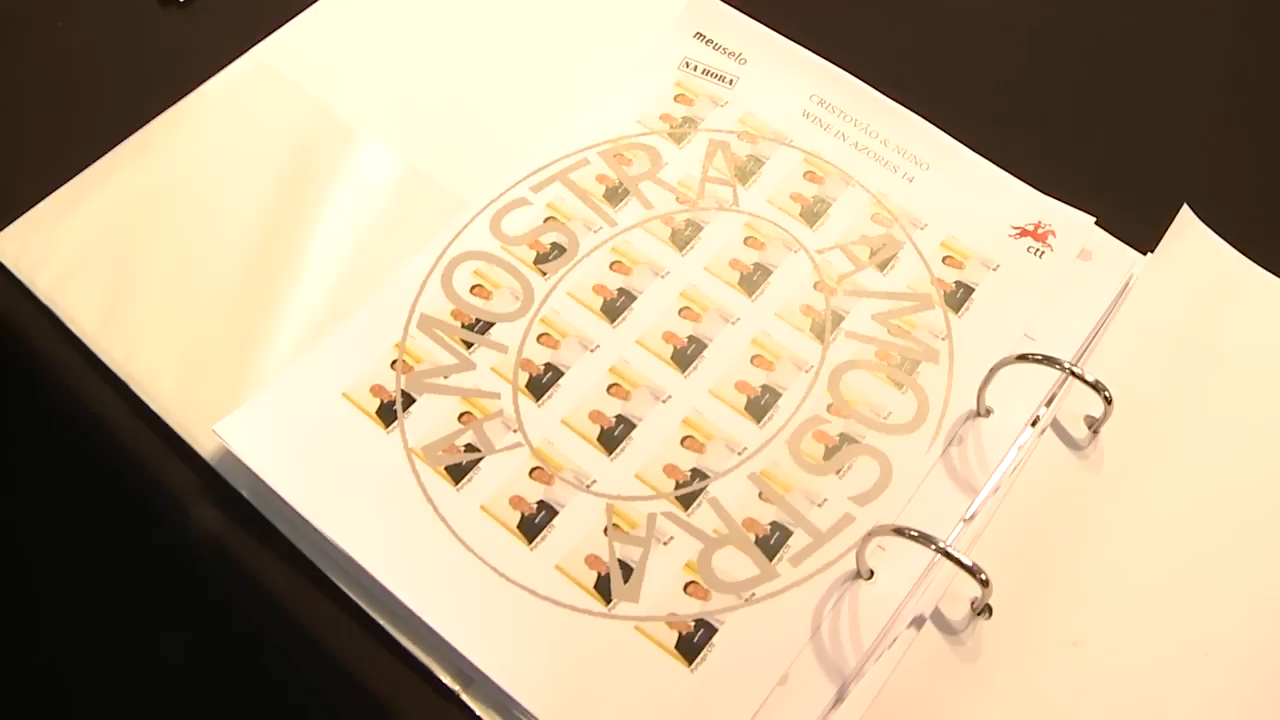 meuselo
NA HORA
CRISTOVÃO & NUNO
WINE IN AZORES 14
ctt
AMOSTRA
AMOSTRA